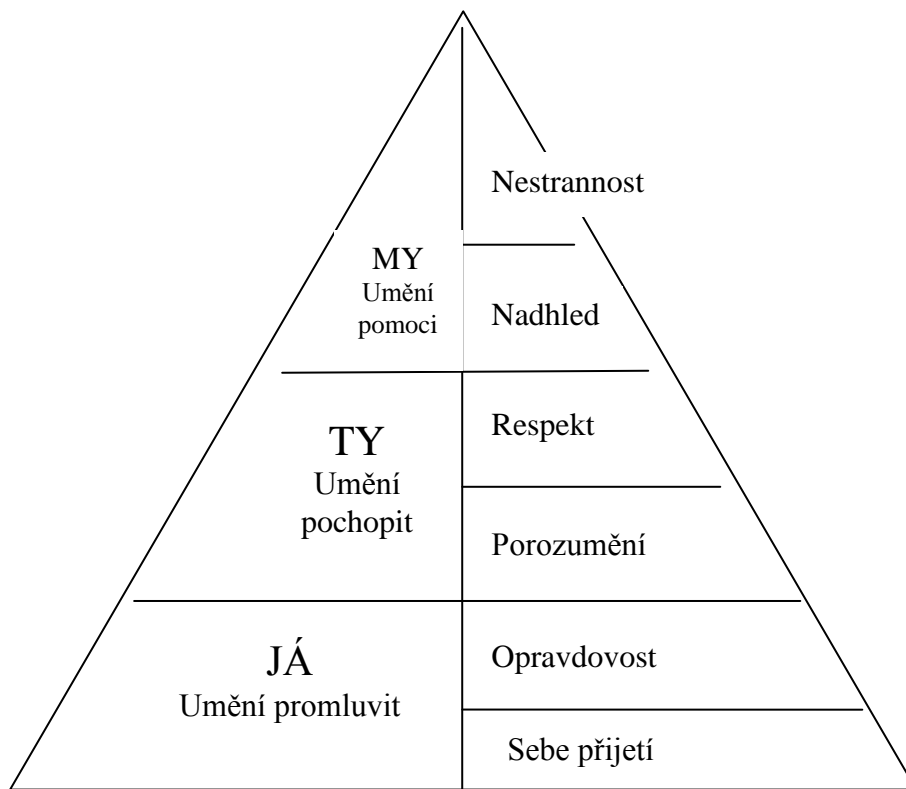 Nestrannost
MY
Umění
pomoci
Nadhled
Respekt
TY
Umění
pochopit
Porozumění
JÁ
Umění promluvit
Opravdovost
Sebe přijetí